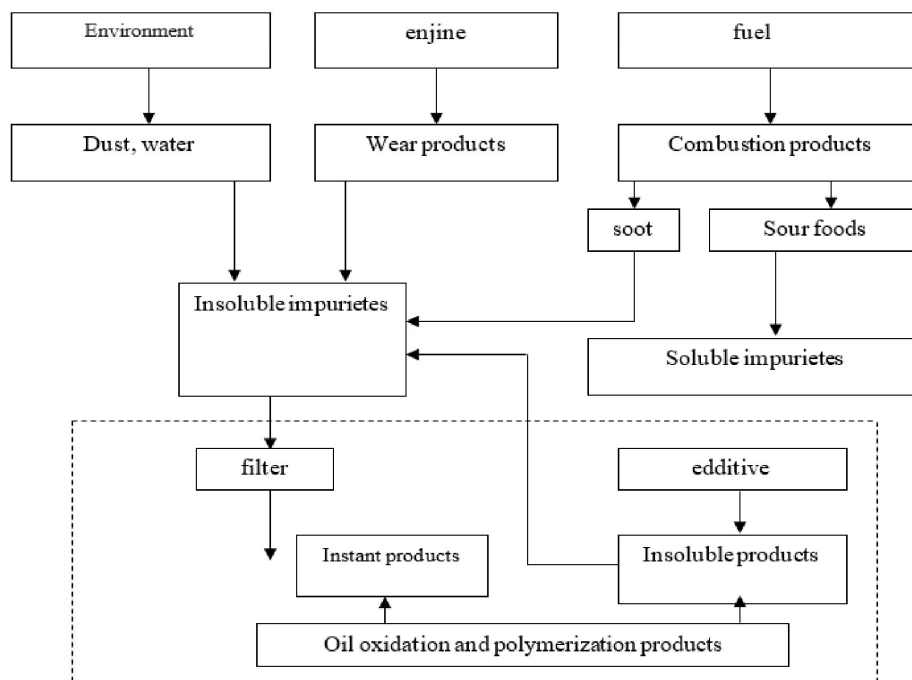 Environment
enjine
fuel
Dust, water
Wear products
Combustion products
soot
Sour foods
Insoluble impurietes
Soluble impurietes
filter
edditive
Instant products
Insoluble products
Oil oxidation and polymerization products